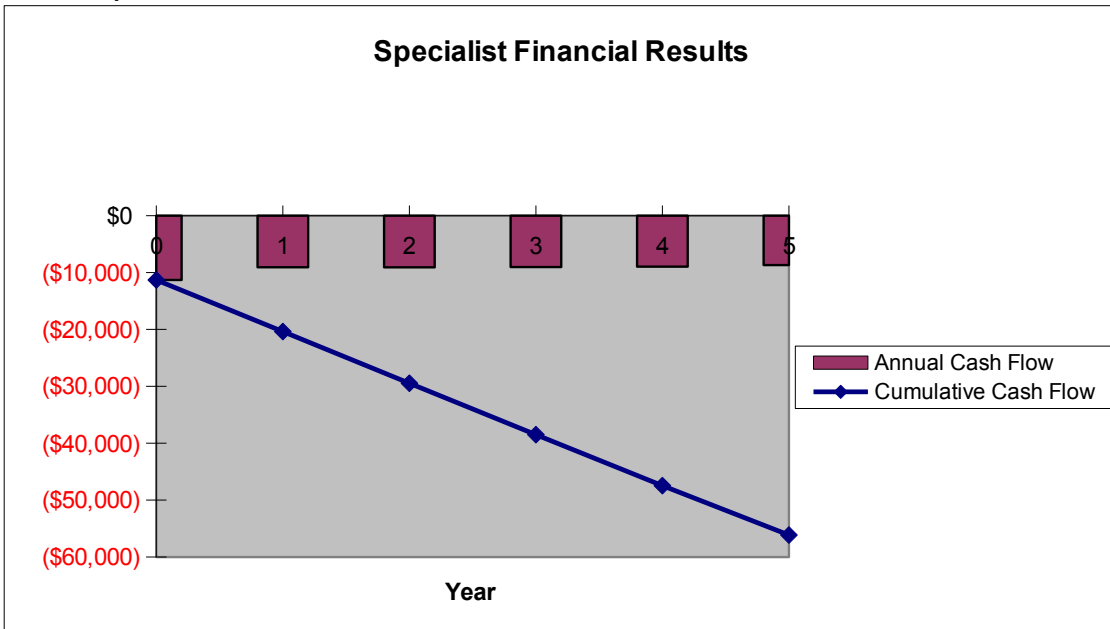 Specialist Financial Results
$0
($10,000)
($20,000)
($30,000)
($40,000)
($50,000)
($60,000)
0 1 2 3 4 5
Year
Annual Cash Flow
Cumulative Cash Flow